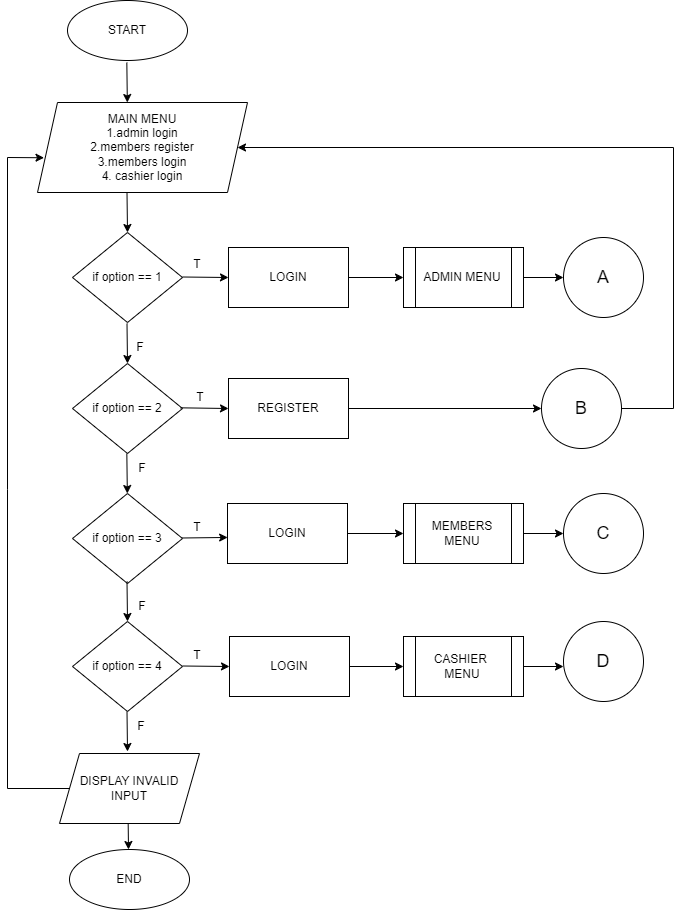 START
MAIN MENU
1.admin login
2.members register
3.members login
4. cashier login
if option == 1
T
LOGIN
ADMIN MENU
A
F
if option == 2
T
REGISTER
B
F
if option == 3
T
LOGIN
MEMBERS
MENU
C
F
if option == 4
T
LOGIN
CASHIER
MENU
D
F
DISPLAY INVALID
INPUT
END